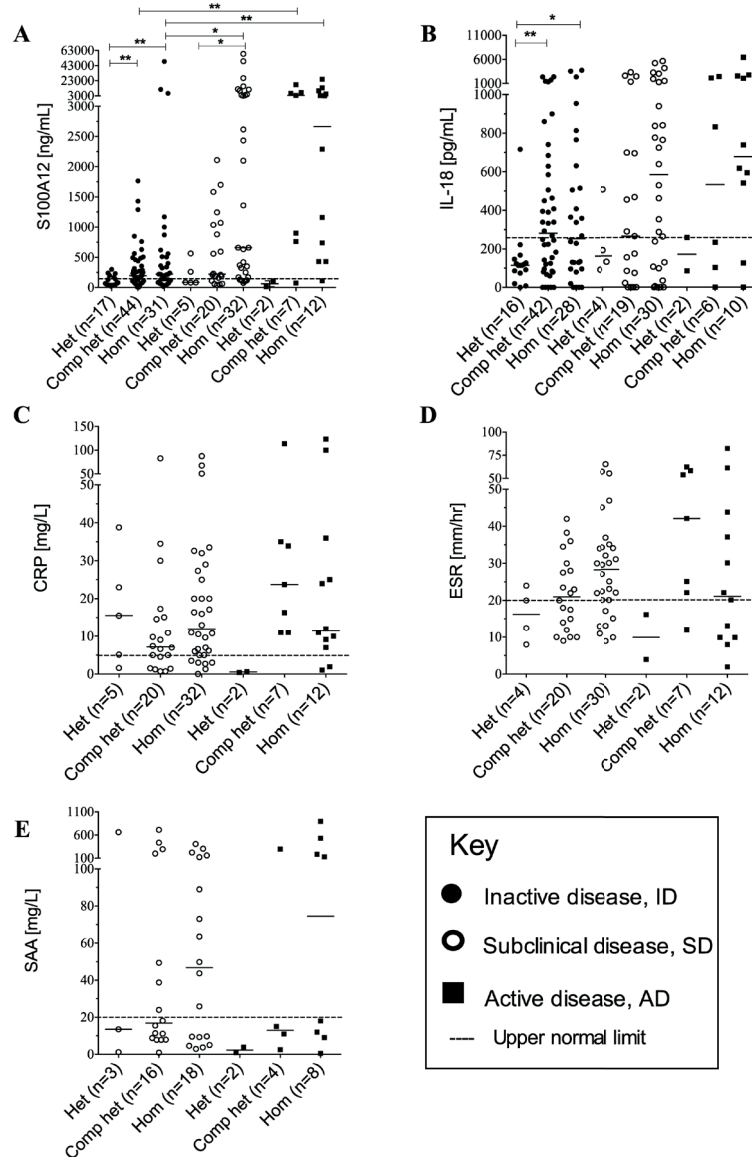 A
** ** * ** ** *
S100A12 [ng/mL]
63000
43000
23000
3000
3000
2500
2000
1500
1000
500
0
Het (n=17)
Comp het (n=44)
Hom (n=31)
Het (n=5)
Comp het (n=20)
Hom (n=32)
Het (n=2)
Comp het (n=7)
Hom (n=12)
B
* **
IL-18 [pg/mL]
11000
6000
1000
1000
800
600
400
200
0
Het (n=16)
Comp het (n=42)
Hom (n=28)
Het (n=4)
Comp het (n=19)
Hom (n=30)
Het (n=2)
Comp het (n=6)
Hom (n=10)
C
CRP [mg/L]
150
100
50
50
40
30
20
10
0
Het (n=5)
Comp het (n=20)
Hom (n=32)
Het (n=2)
Comp het (n=7)
Hom (n=12)
D
ESR [mm/hr]
100
75
50
50
40
30
20
10
0
Het (n=4)
Comp het (n=20)
Hom (n=30)
Het (n=2)
Comp het (n=7)
Hom (n=12)
E
SAA [mg/L]
1100
600
100
100
80
60
40
20
0
Het (n=3)
Comp het (n=16)
Hom (n=18)
Het (n=2)
Comp het (n=4)
Hom (n=8)
Key
Inactive disease, ID
Subclinical disease, SD
Active disease, AD
Upper normal limit